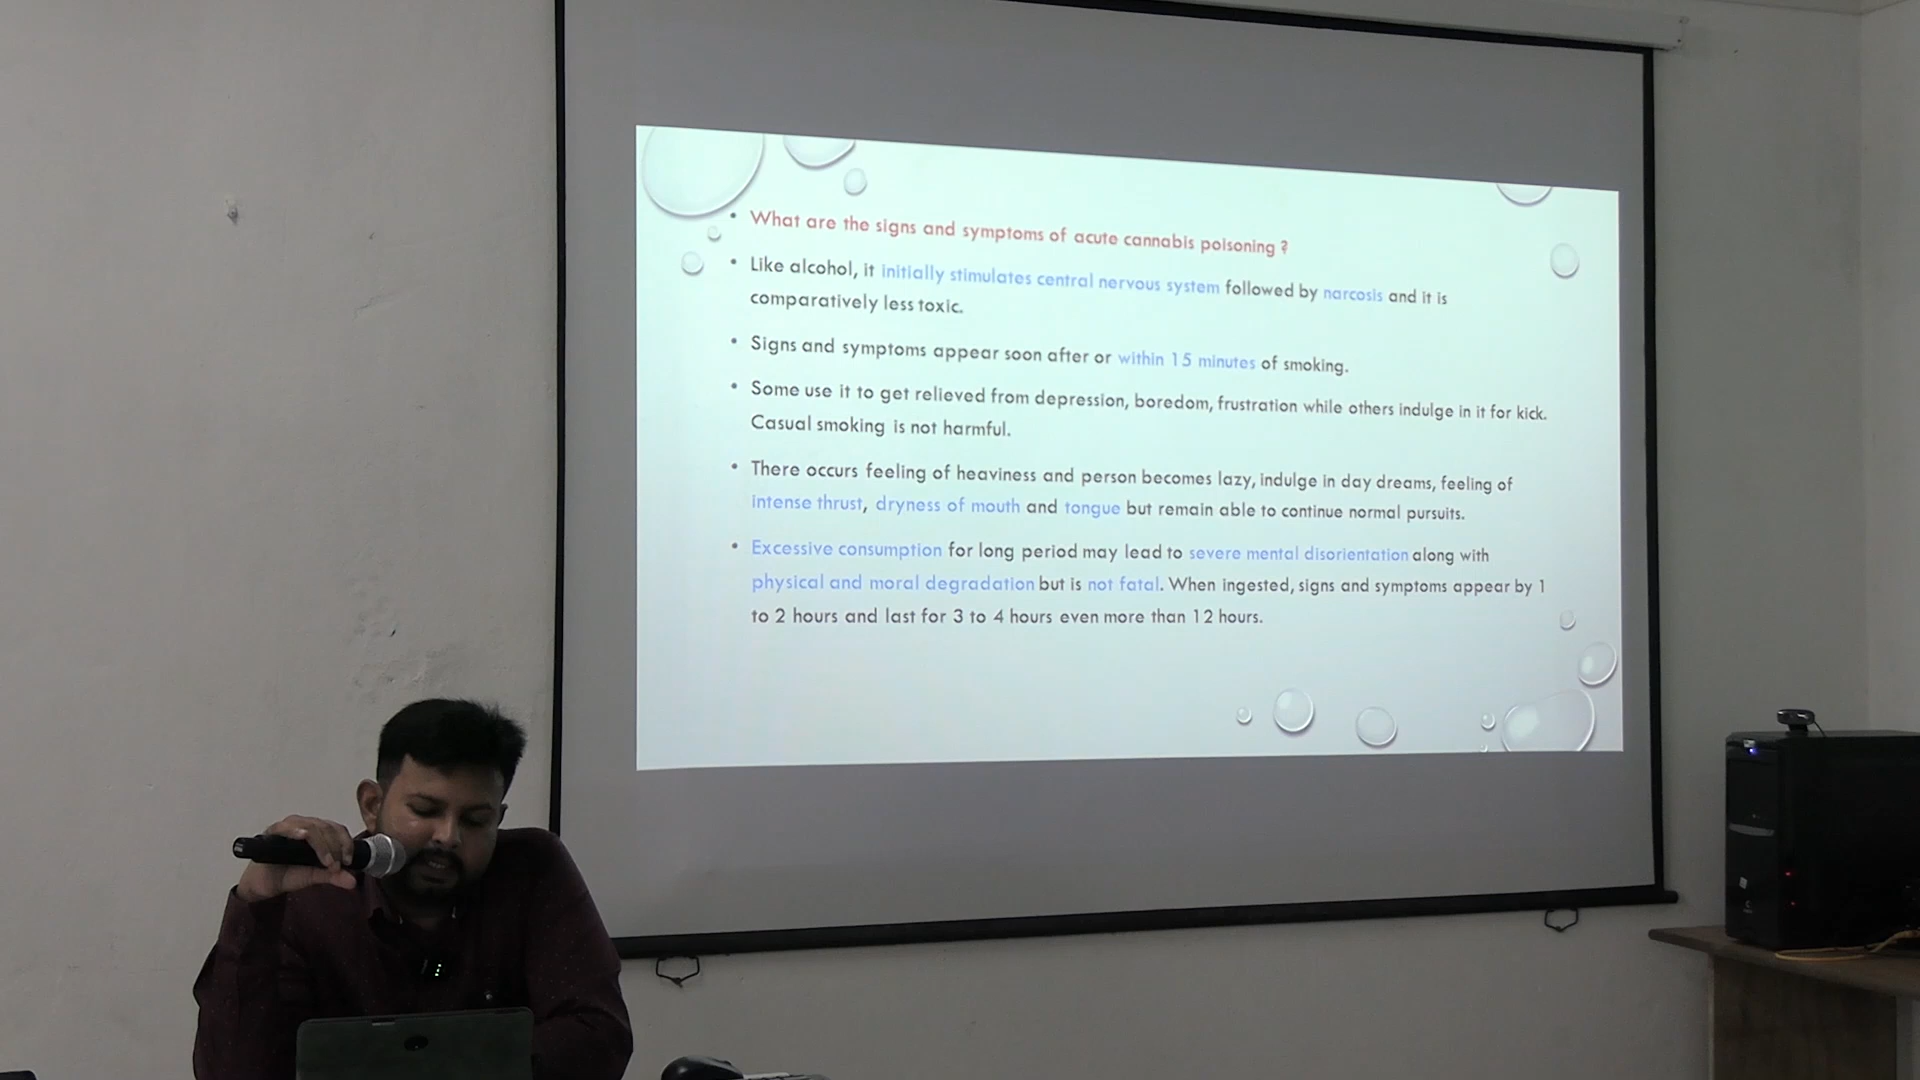 • What are the signs and symptoms of acute cannabis poisoning ?
• Like alcohol, it initially stimulates central nervous system followed by narcosis and it is
comparatively less toxic.
• Signs and symptoms appear soon after or within 15 minutes of smoking.
• Some use it to get relieved from depression, boredom, frustration while others indulge in it for kick.
Casual smoking is not harmful.
• There occurs feeling of heaviness and person becomes lazy, indulge in day dreams, feeling of
intense thrust, dryness of mouth and tongue but remain able to continue normal pursuits.
• Excessive consumption for long period may lead to severe mental disorientation along with
physical and moral degradation but is not fatal. When ingested, signs and symptoms appear by 1
to 2 hours and last for 3 to 4 hours even more than 12 hours.